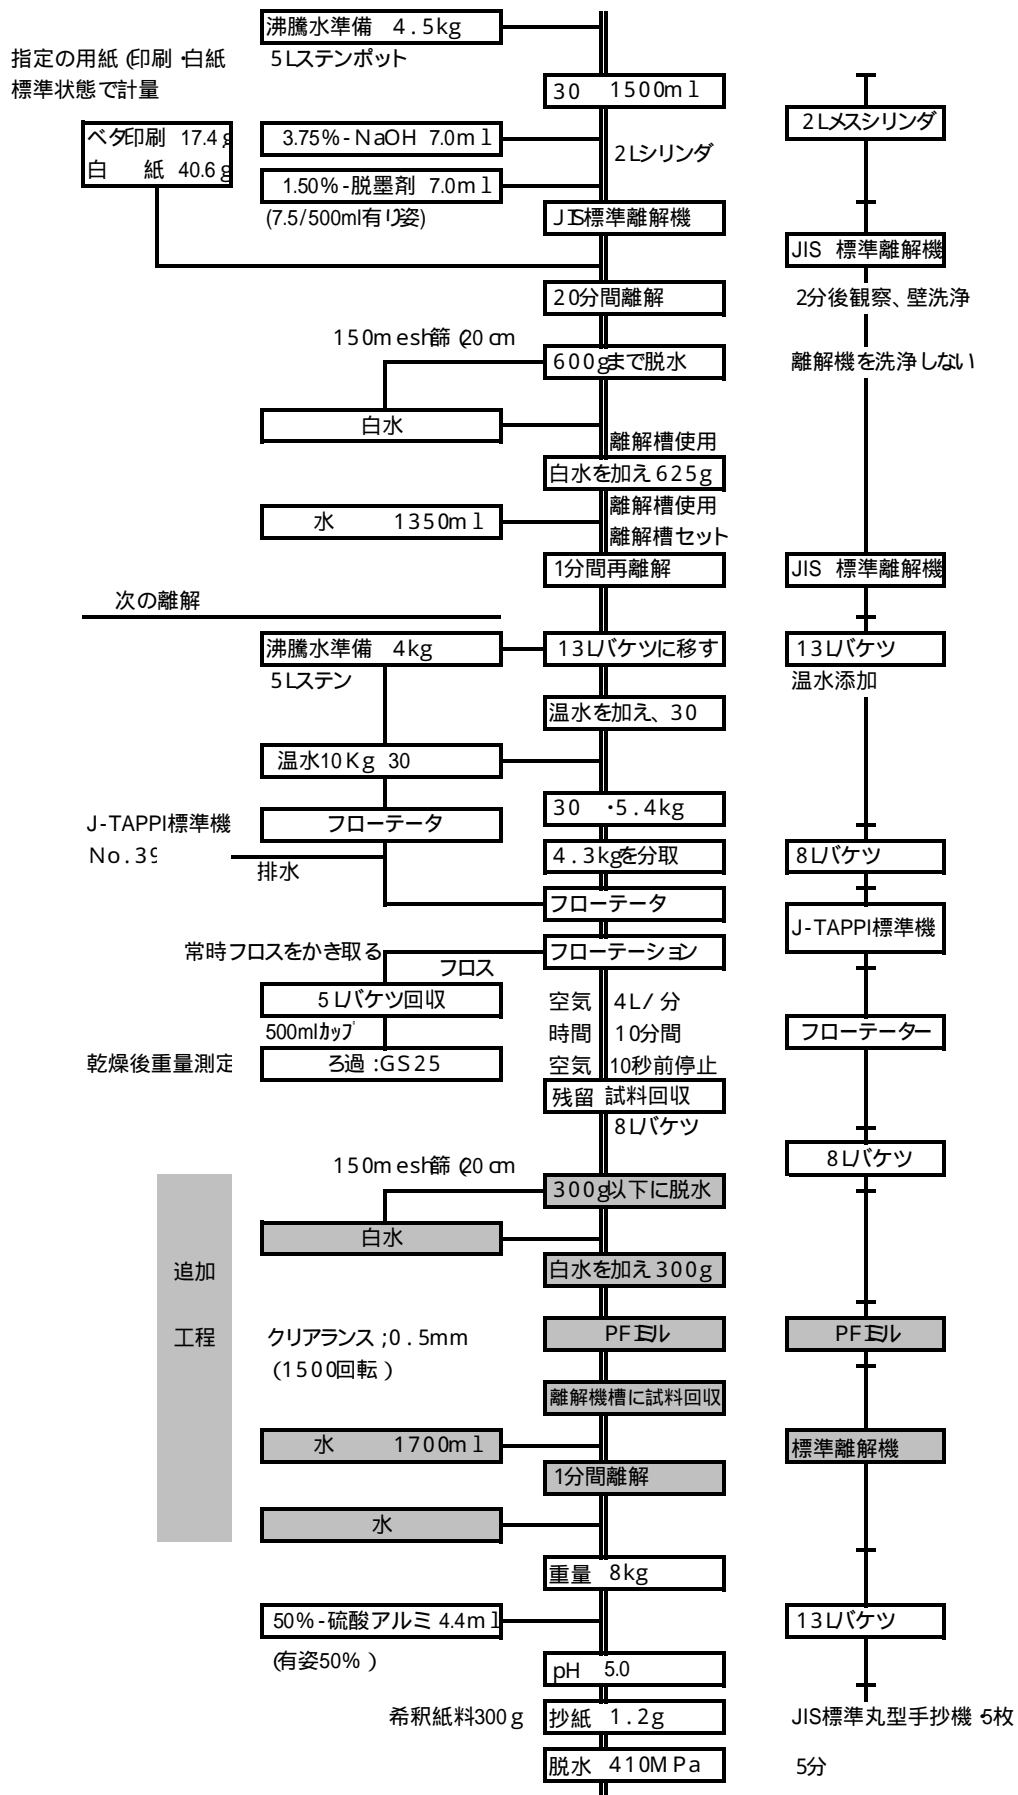 沸騰水準備 4.5kg
指定の用紙(印刷・白紙
5Lステンポット
標準状態で計量
30 1500ml
2Lメスシリンダ
ベタ印刷 17.4g
白 紙 40.6g
3.75%-NaOH 7.0ml
2Lシリンダ
1.50%-脱墨剤 7.0ml
(7.5/500ml有り姿)
JIS標準離解機
JIS 標準離解機
20分間離解
2分後観察、壁洗浄
150mesh篩(20cm
600gまで脱水
離解機を洗浄しない
白水
離解槽使用
白水を加え625g
離解槽使用
水 1350ml
離解槽セット
1分間再離解
JIS 標準離解機
次の離解
沸騰水準備 4kg
13Lバケツに移す
13Lバケツ
5Lステン
温水添加
温水を加え、30
温水10Kg 30
30 ・5.4kg
J-TAPPI標準機
フローテータ
No.39
排水
4.3kgを分取
8Lバケツ
フローテータ
J-TAPPI標準機
常時フロスをかき取る
フロス
フローテーション
5Lバケツ回収
空気 4L/分
500mlカップ
時間 10分間
フローテーター
乾燥後重量測定
ろ過:GS25
空気 10秒前停止
残留 試料回収
8Lバケツ
8Lバケツ
150mesh篩(20cm
300g以下に脱水
白水
追加
白水を加え300g
工程
クリアランス;0.5mm
(1500回転)
PFミル
PFミル
離解機槽に試料回収
水 1700ml
標準離解機
1分間離解
水
重量 8kg
50%-硫酸アルミ 4.4ml
13Lバケツ
(有姿50%)
pH 5.0
希釈紙料300g
抄紙 1.2g
JIS標準丸型手抄機・5枚
脱水 410MPa
5分